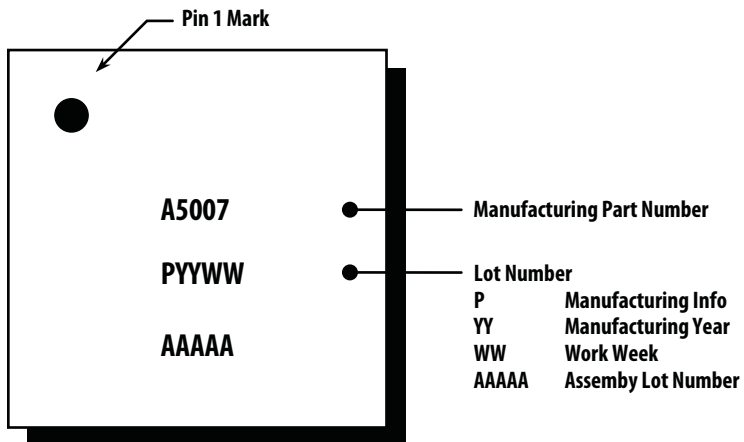 Pin 1 Mark
A5007
Manufacturing Part Number
PYYWW
Lot Number
P Manufacturing Info
YY Manufacturing Year
WW Work Week
AAAAA
AAAAA Assemby Lot Number